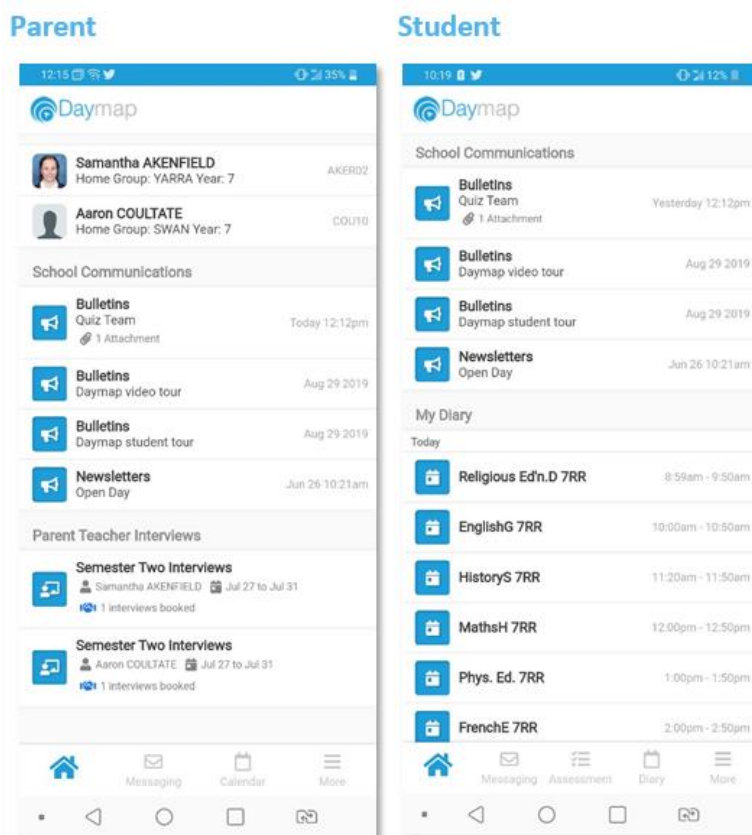 Parent
12:15
35%
Daymap
Samantha AKENFIELD
Home Group: YARRA Year: 7
AKER02
Aaron COULTATE
Home Group: SWAN Year: 7
COU10
School Communications
Bulletins
Quiz Team
1 Attachment
Today 12:12pm
Bulletins
Daymap video tour
Aug 29 2019
Bulletins
Daymap student tour
Aug 29 2019
Newsletters
Open Day
Jun 26 10:21am
Parent Teacher Interviews
Semester Two Interviews
Samantha AKENFIELD Jul 27 to Jul 31
1 interviews booked
Semester Two Interviews
Aaron COULTATE Jul 27 to Jul 31
1 interviews booked
Messaging Calendar More
Student
10:19
12%
Daymap
School Communications
Bulletins
Quiz Team
1 Attachment
Yesterday 12:12pm
Bulletins
Daymap video tour
Aug 29 2019
Bulletins
Daymap student tour
Aug 29 2019
Newsletters
Open Day
Jun 26 10:21am
My Diary
Today
Religious Ed'n.D 7RR 8:59am - 9:50am
EnglishG 7RR 10:00am - 10:50am
HistoryS 7RR 11:20am - 11:50am
MathsH 7RR 12:00pm - 12:50pm
Phys. Ed. 7RR 1:00pm - 1:50pm
FrenchE 7RR 2:00pm - 2:50pm
Messaging Assessment Diary More